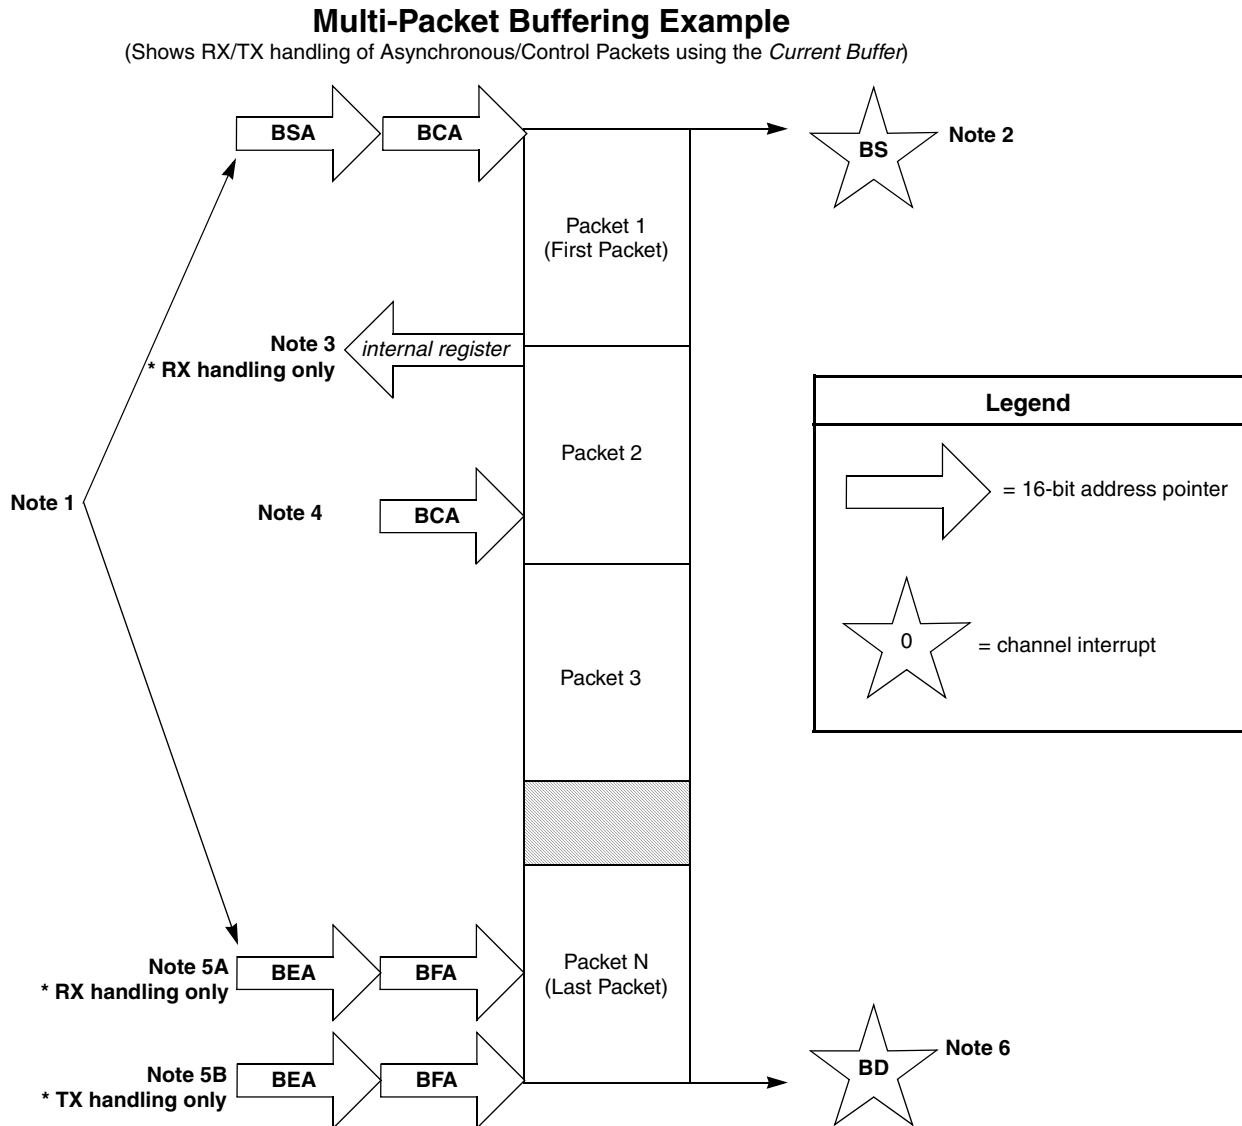 Multi-Packet Buffering Example
(Shows RX/TX handling of Asynchronous/Control Packets using the Current Buffer)
BSA
BCA
BS
Note 2
Packet 1
(First Packet)
Note 3
* RX handling only
internal register
Legend
Packet 2
= 16-bit address pointer
Note 1
Note 4
BCA
0
= channel interrupt
Packet 3
Note 5A
* RX handling only
BEA
BFA
Packet N
(Last Packet)
Note 5B
* TX handling only
BEA
BFA
BD
Note 6